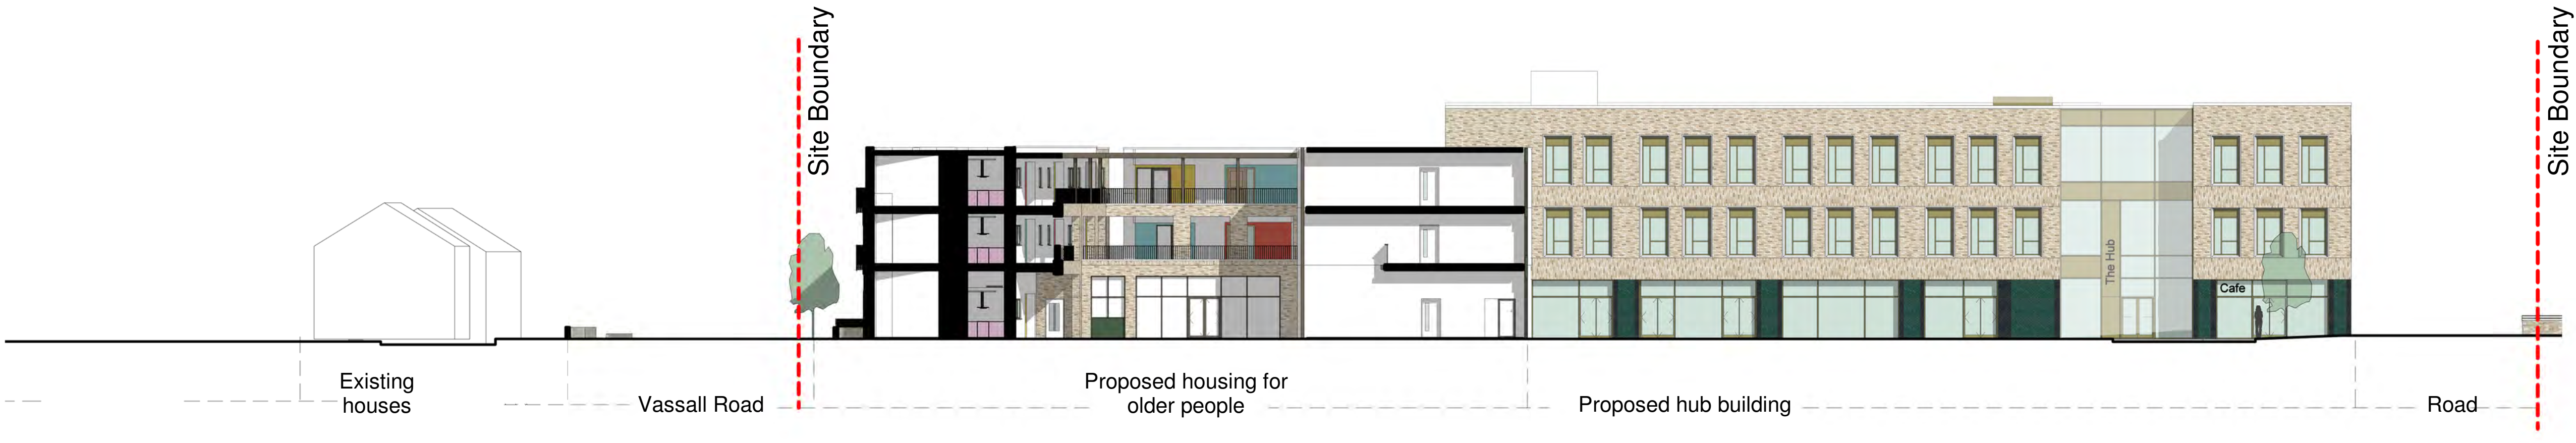 Site Boundary
Site Boundary
The Hub
Cafe
Existing
houses
Vassall Road
Proposed housing for
older people
Proposed hub building
Road